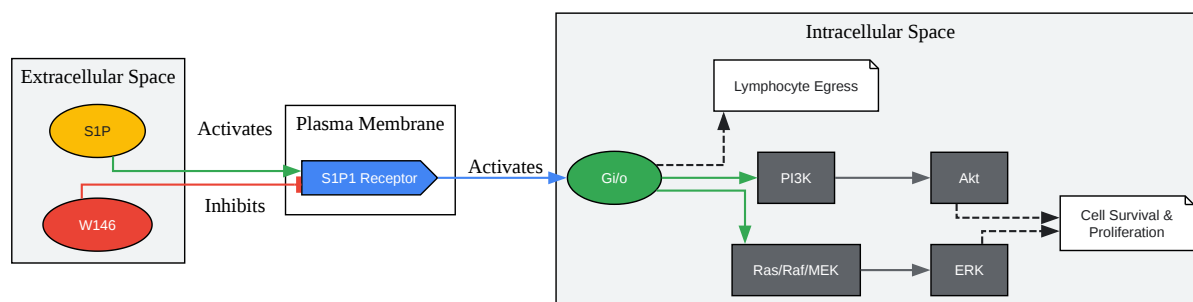 Extracellular Space
S1P
W146
Activates
Inhibits
Plasma Membrane
S1P1 Receptor
Activates
Intracellular Space
Lymphocyte Egress
Gi/o
PI3K
Akt
Ras/Raf/MEK
ERK
Cell Survival &
Proliferation